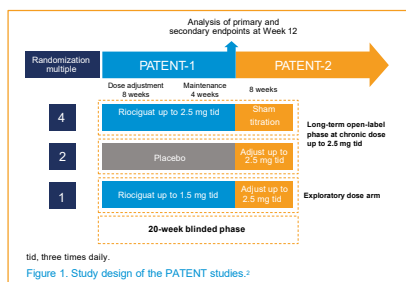 Analysis of primary and
secondary endpoints at Week 12
Randomization
multiple
PATENT-1
PATENT-2
Dose adjustment
8 weeks
Maintenance
4 weeks
8 weeks
4
Riociguat up to 2.5 mg tid
Sham
titration
Long-term open-label
phase at chronic dose
up to 2.5 mg tid
2
Placebo
Adjust up to
2.5 mg tid
1
Riociguat up to 1.5 mg tid
Adjust up to
2.5 mg tid
Exploratory dose arm
20-week blinded phase
tid, three times daily.
Figure 1. Study design of the PATENT studies.2